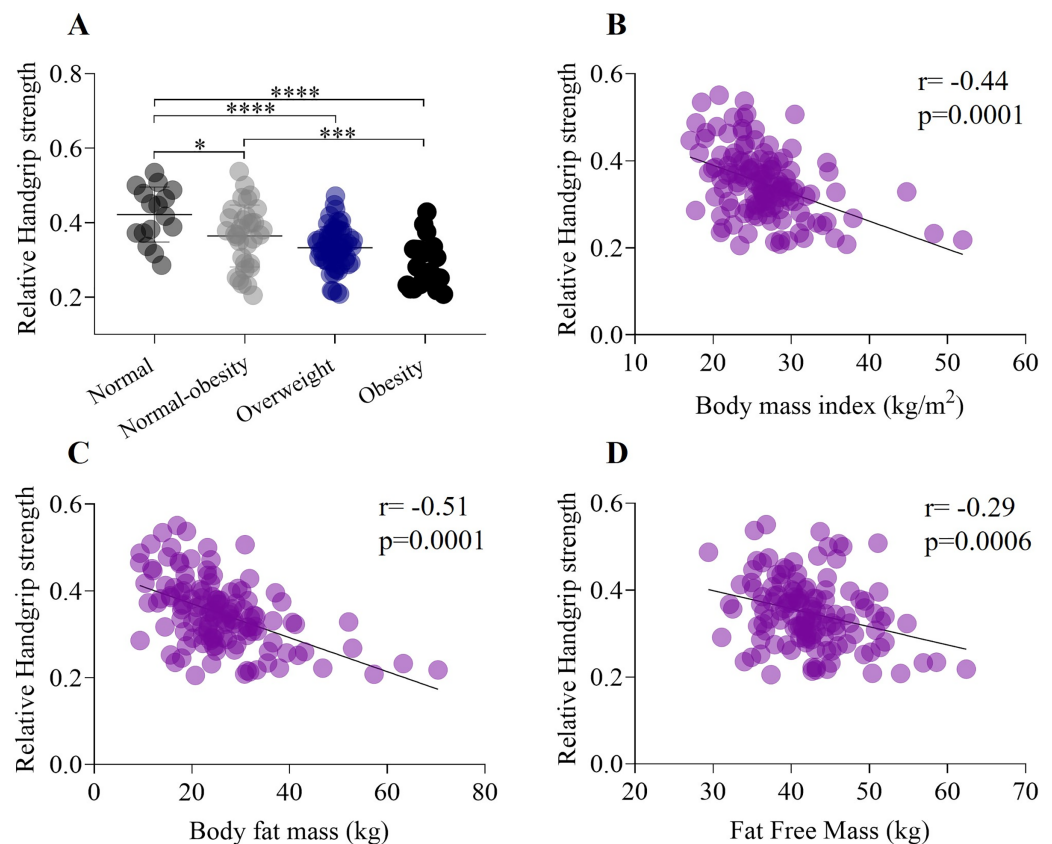 A
Relative Handgrip strength
0.8
0.6
0.4
0.2
****
****
*
***
Normal
Normal-obesity
Overweight
Obesity
B
Relative Handgrip strength
0.6
0.4
0.2
0.0
r= -0.44
p=0.0001
10 20 30 40 50 60
Body mass index (kg/m²)
C
Relative Handgrip strength
0.6
0.4
0.2
0.0
r= -0.51
p=0.0001
0 20 40 60 80
Body fat mass (kg)
D
Relative Handgrip strength
0.6
0.4
0.2
0.0
r= -0.29
p=0.0006
20 30 40 50 60 70
Fat Free Mass (kg)